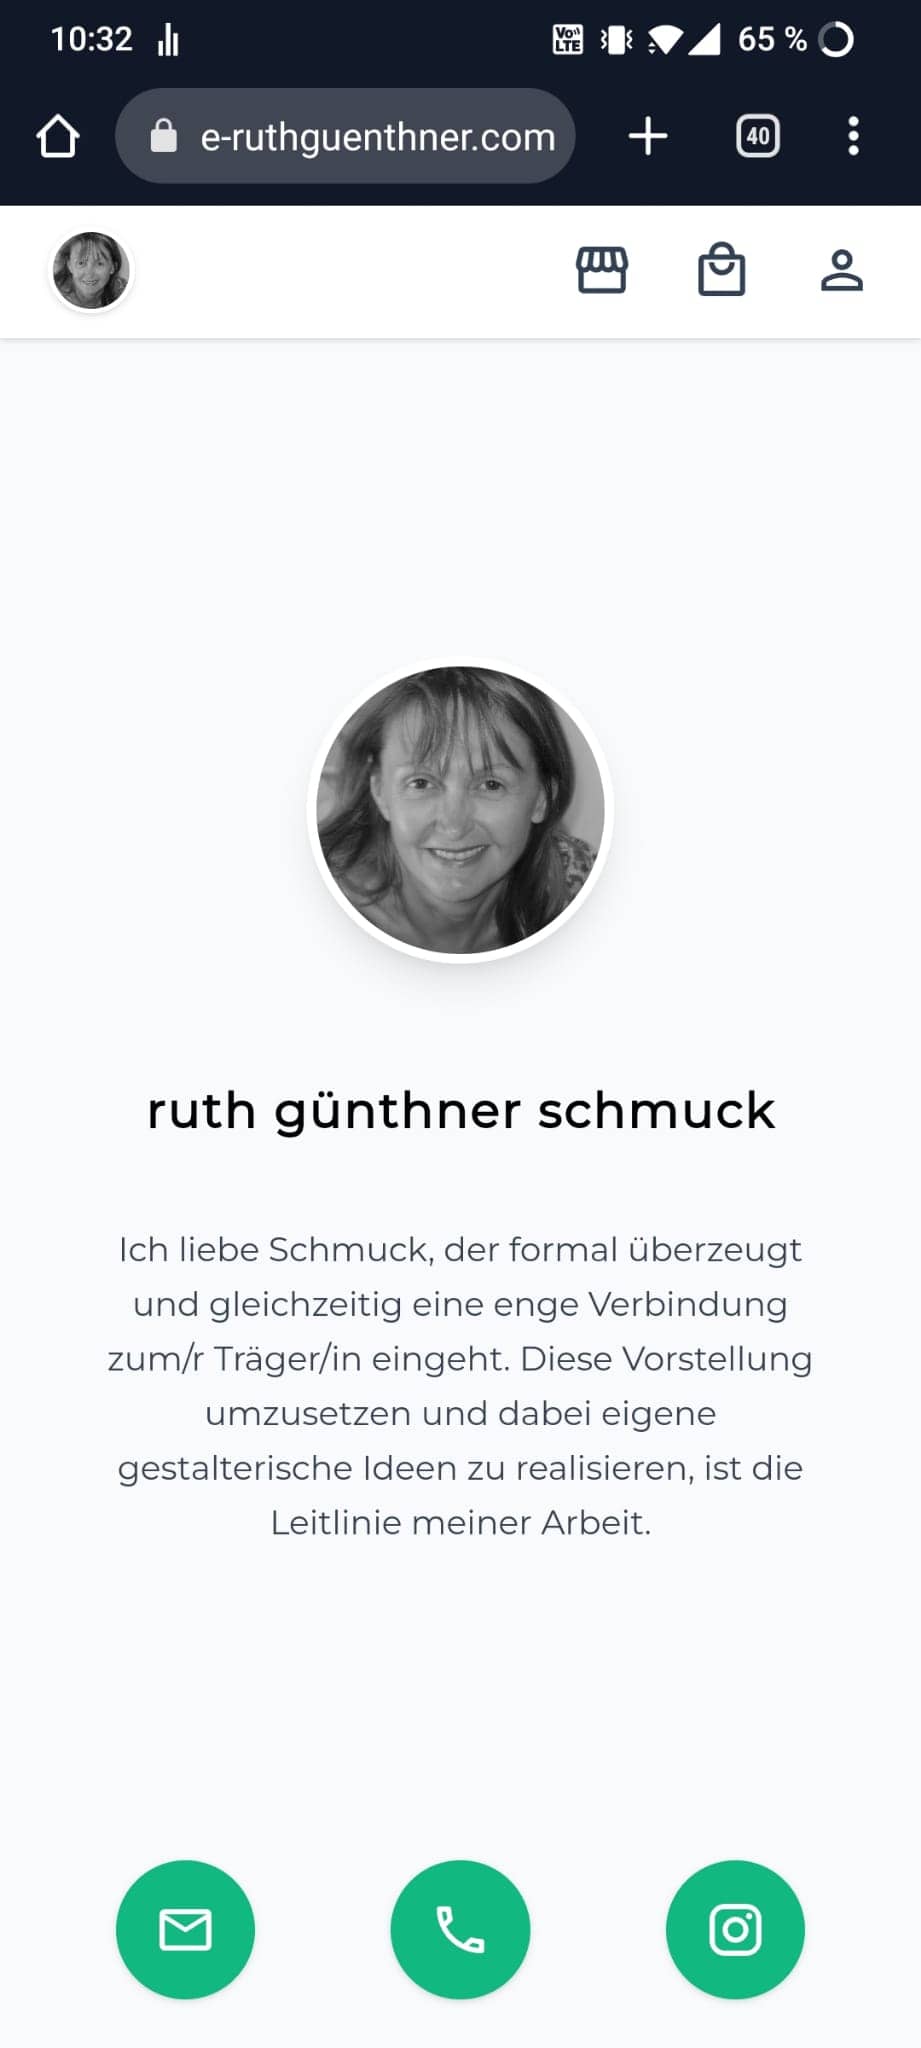 10:32
Vo))
LTE
65 %
e-ruthguenthner.com
40
ruth günthner schmuck
Ich liebe Schmuck, der formal überzeugt
und gleichzeitig eine enge Verbindung
zum/r Träger/in eingeht. Diese Vorstellung
umzusetzen und dabei eigene
gestalterische Ideen zu realisieren, ist die
Leitlinie meiner Arbeit.